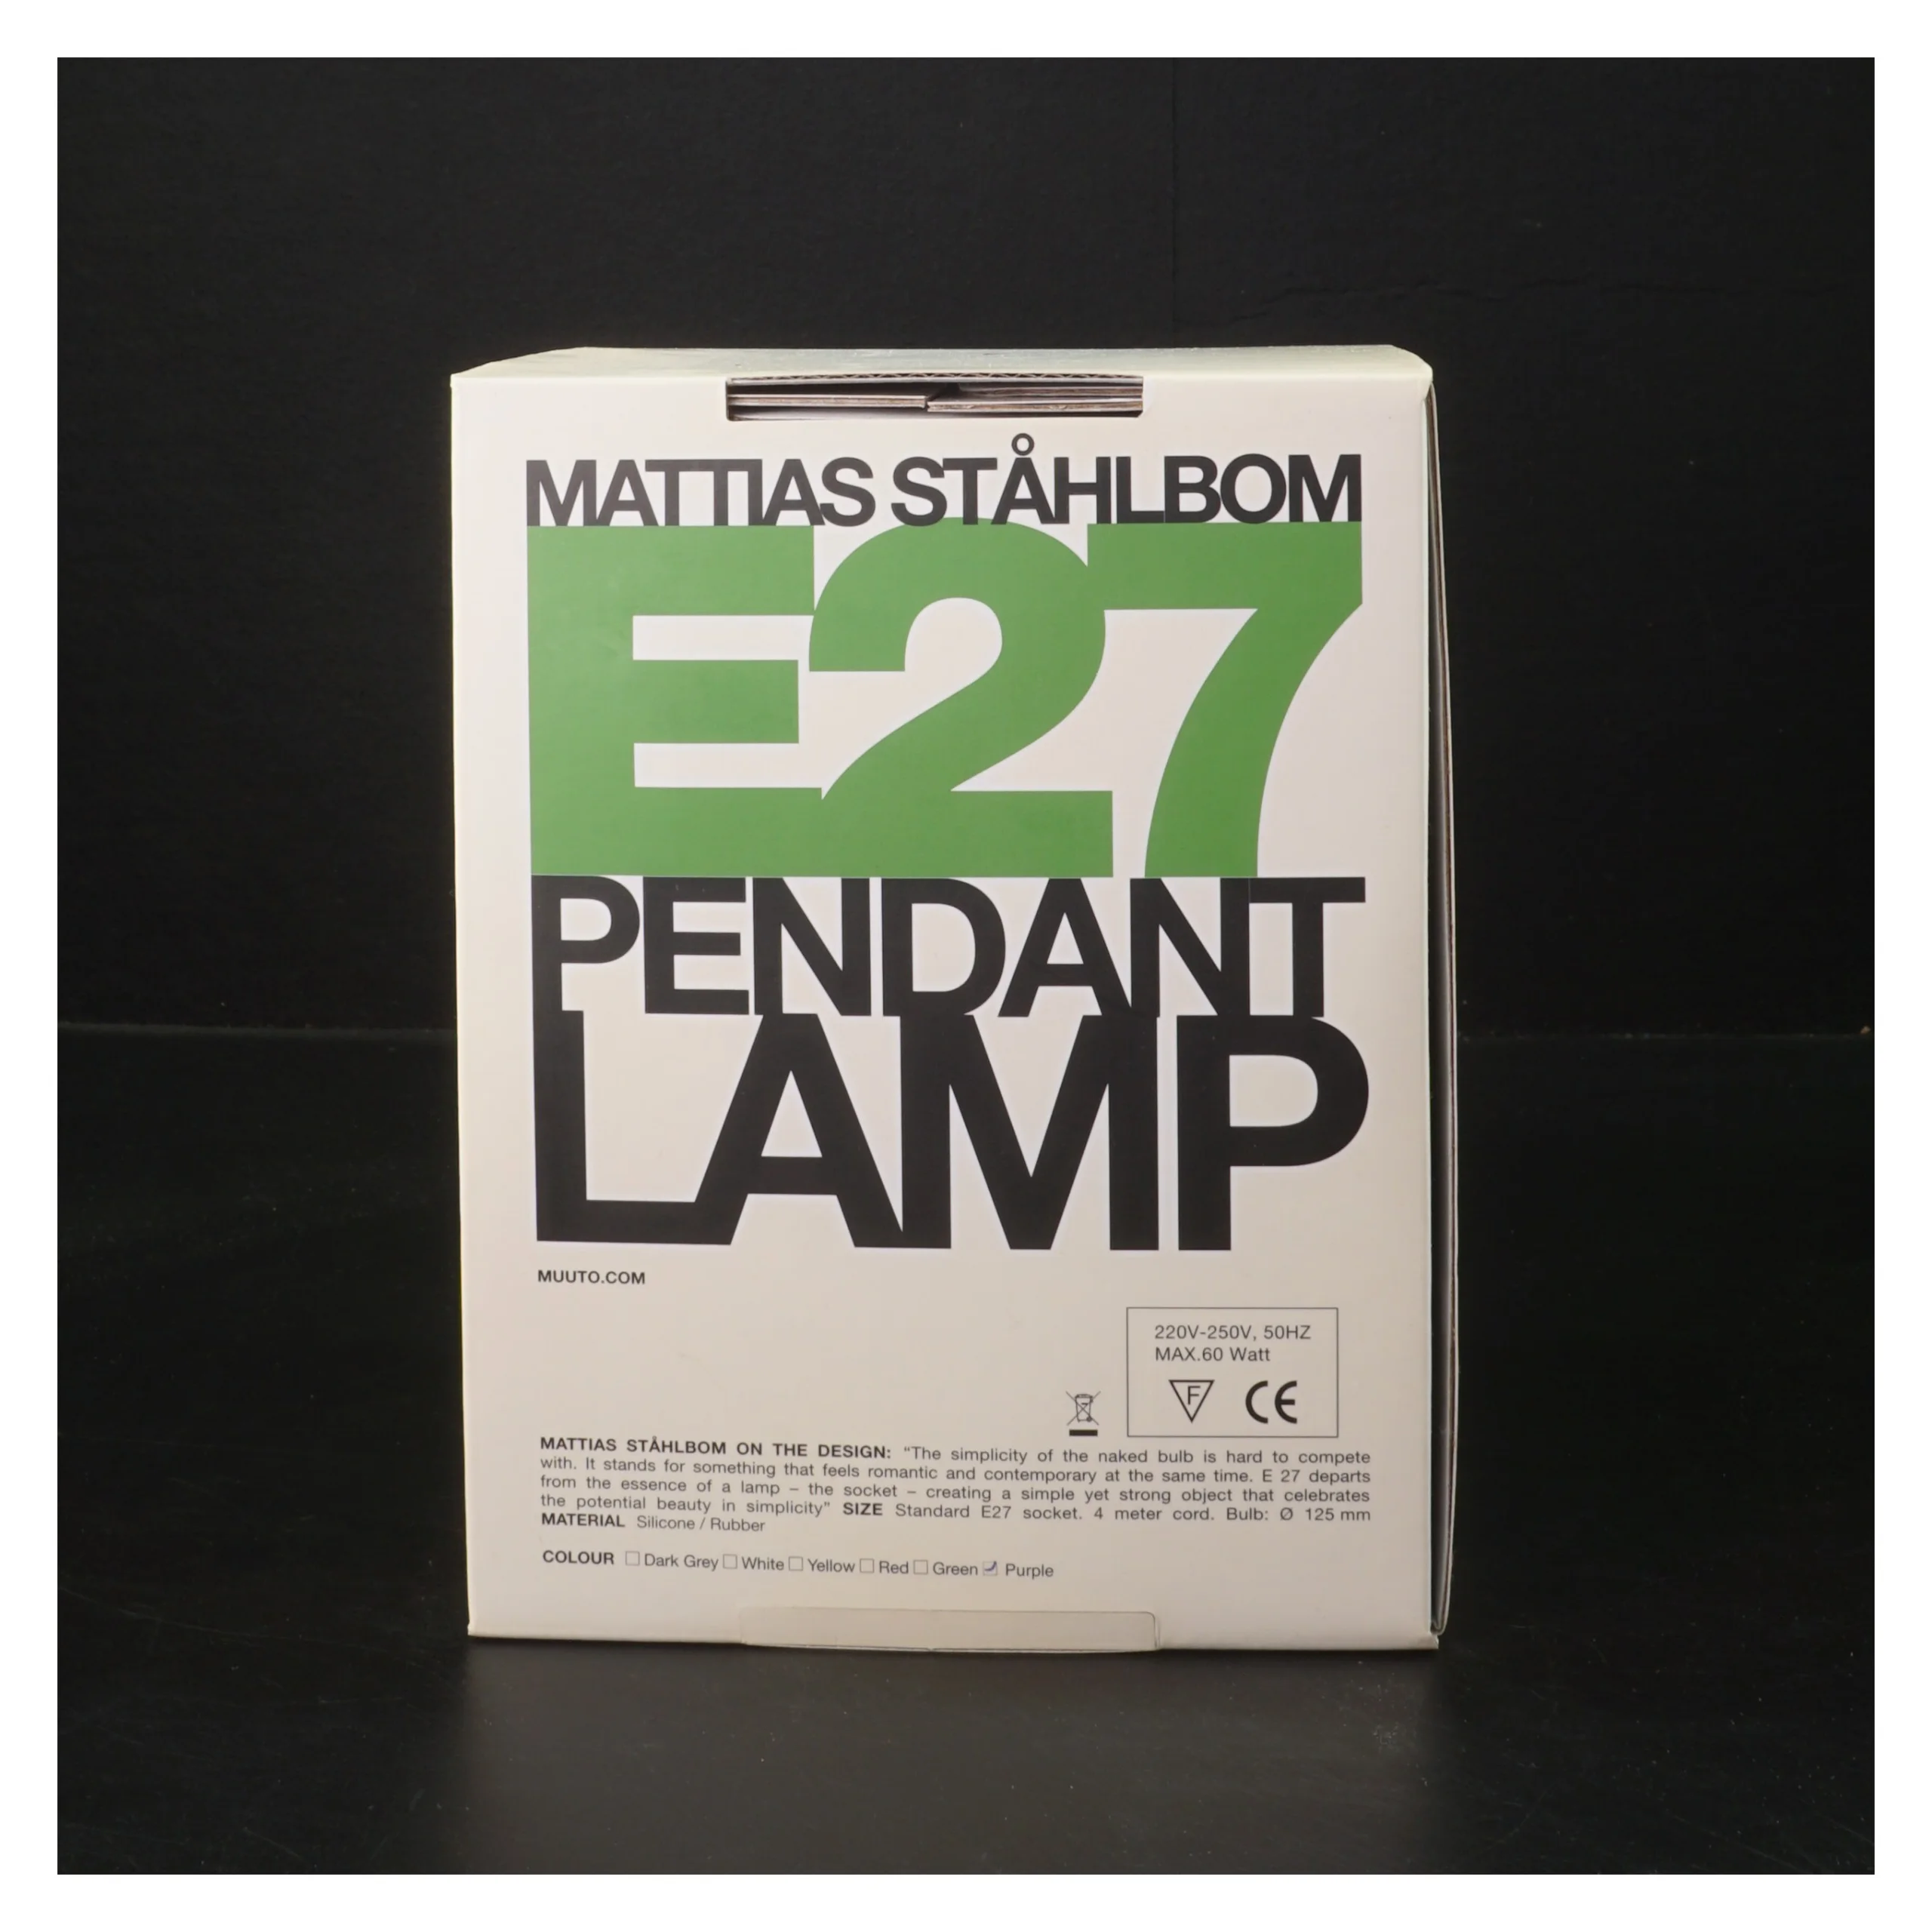 MATTIAS STÅHLBOM
E27
PENDANT
LAMP
MUUTO.COM
220V-250V, 50HZ
MAX.60 Watt
F CE
MATTIAS STÅHLBOM ON THE DESIGN: “The simplicity of the naked bulb is hard to compete
with. It stands for something that feels romantic and contemporary at the same time. E 27 departs
from the essence of a lamp – the socket – creating a simple yet strong object that celebrates
the potential beauty in simplicity” SIZE Standard E27 socket. 4 meter cord. Bulb: Ø 125 mm
MATERIAL Silicone / Rubber
COLOUR ☐ Dark Grey ☐ White ☐ Yellow ☐ Red ☐ Green ☑ Purple